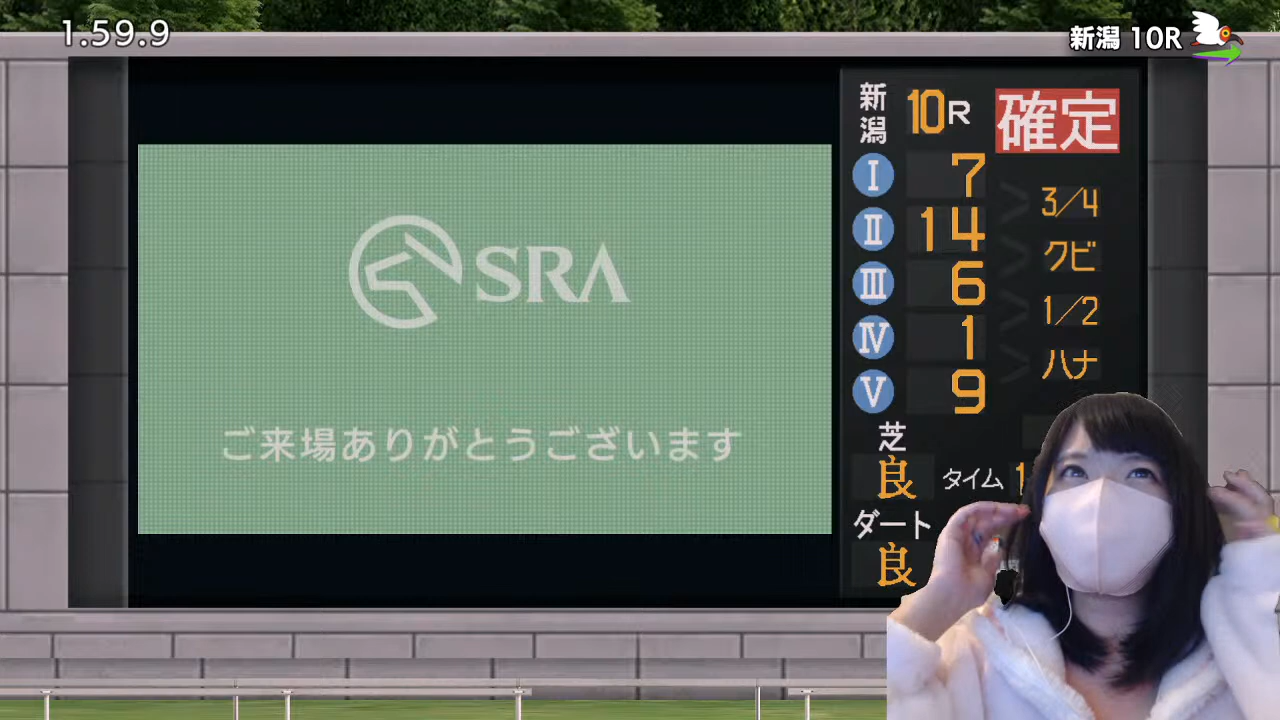 1.59.9
新潟 10R
新潟 10R 確定
Ⅰ 7
3/4
Ⅱ 14
クビ
Ⅲ 6
1/2
Ⅳ 1
ハナ
Ⅴ 9
SRA
ご来場ありがとうございます
芝
良 タイム 1
ダート
良